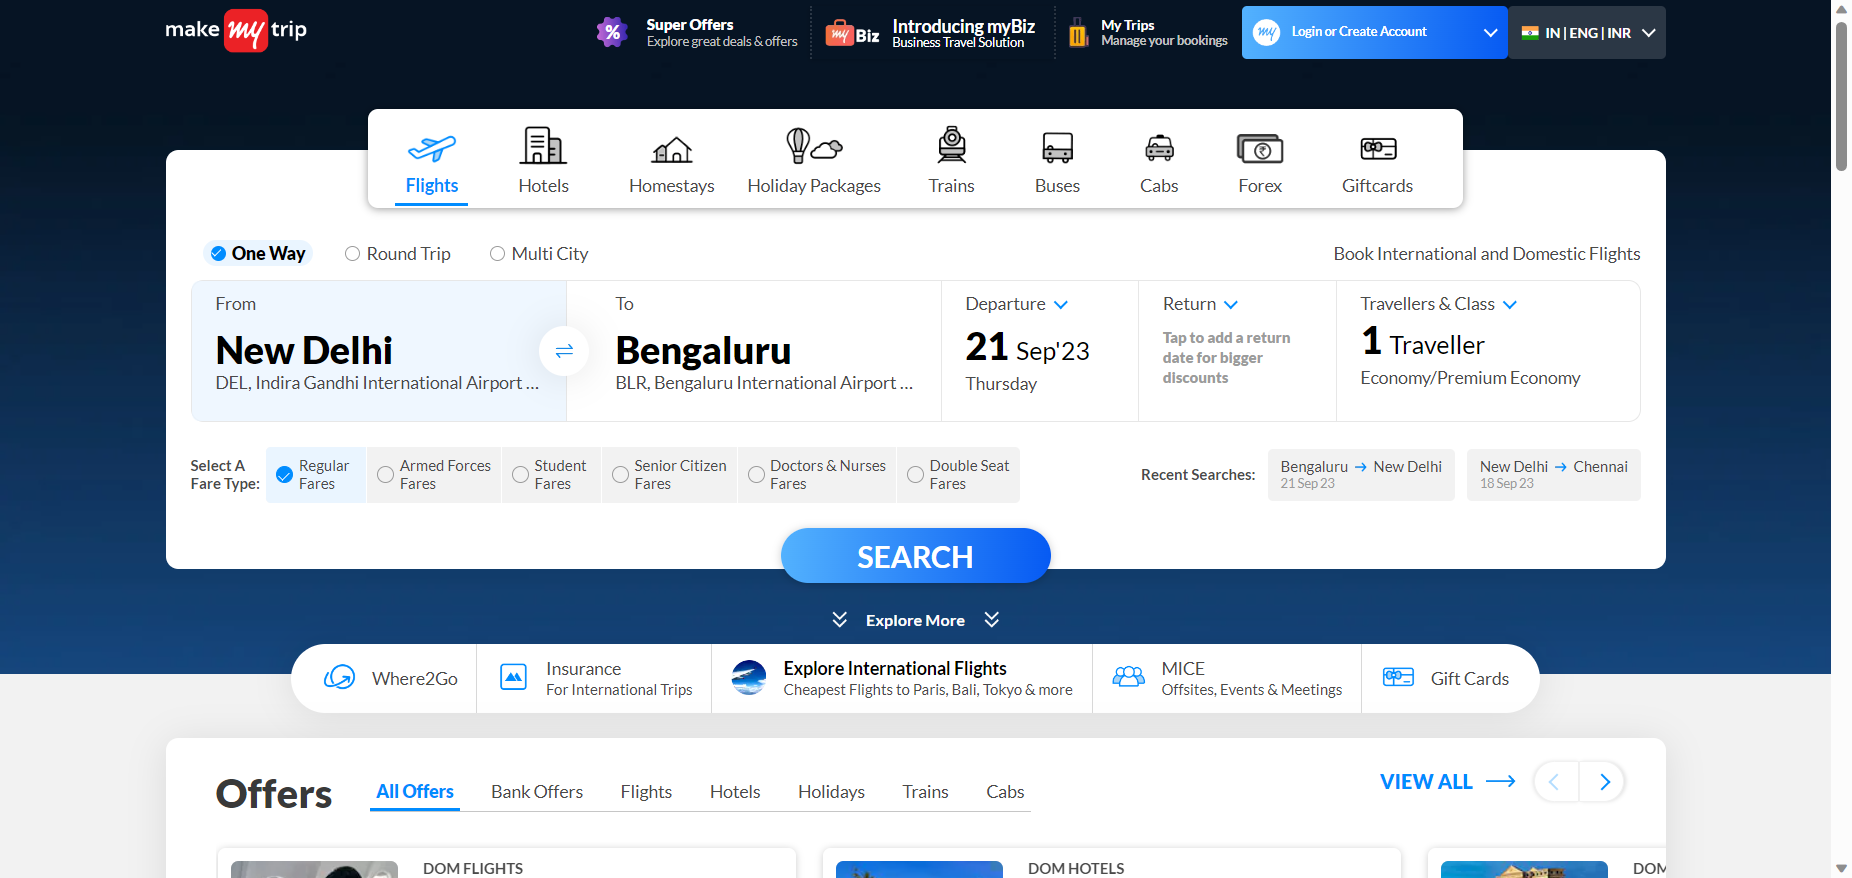 make my trip
Super Offers
Explore great deals & offers
my Biz
Introducing myBiz
Business Travel Solution
My Trips
Manage your bookings
my Login or Create Account
IN | ENG | INR
Flights
Hotels
Homestays
Holiday Packages
Trains
Buses
Cabs
Forex
Giftcards
One Way
Round Trip
Multi City
Book International and Domestic Flights
From
New Delhi
DEL, Indira Gandhi International Airport ...
To
Bengaluru
BLR, Bengaluru International Airport ...
Departure
21 Sep'23
Thursday
Return
Tap to add a return
date for bigger
discounts
Travellers & Class
1 Traveller
Economy/Premium Economy
Select A
Fare Type:
Regular
Fares
Armed Forces
Fares
Student
Fares
Senior Citizen
Fares
Doctors & Nurses
Fares
Double Seat
Fares
Recent Searches:
Bengaluru → New Delhi
21 Sep 23
New Delhi → Chennai
18 Sep 23
SEARCH
Explore More
Where2Go
Insurance
For International Trips
Explore International Flights
Cheapest Flights to Paris, Bali, Tokyo & more
MICE
Offsites, Events & Meetings
Gift Cards
Offers
All Offers
Bank Offers
Flights
Hotels
Holidays
Trains
Cabs
VIEW ALL
DOM FLIGHTS
DOM HOTELS
DOM